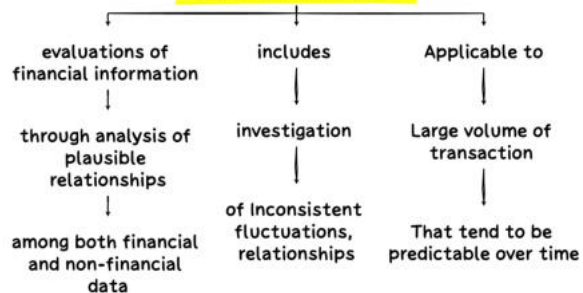 evaluations of
financial information
through analysis of
plausible
relationships
among both financial
and non-financial
data
includes
investigation
of Inconsistent
fluctuations,
relationships
Applicable to
Large volume of
transaction
That tend to be
predictable over time